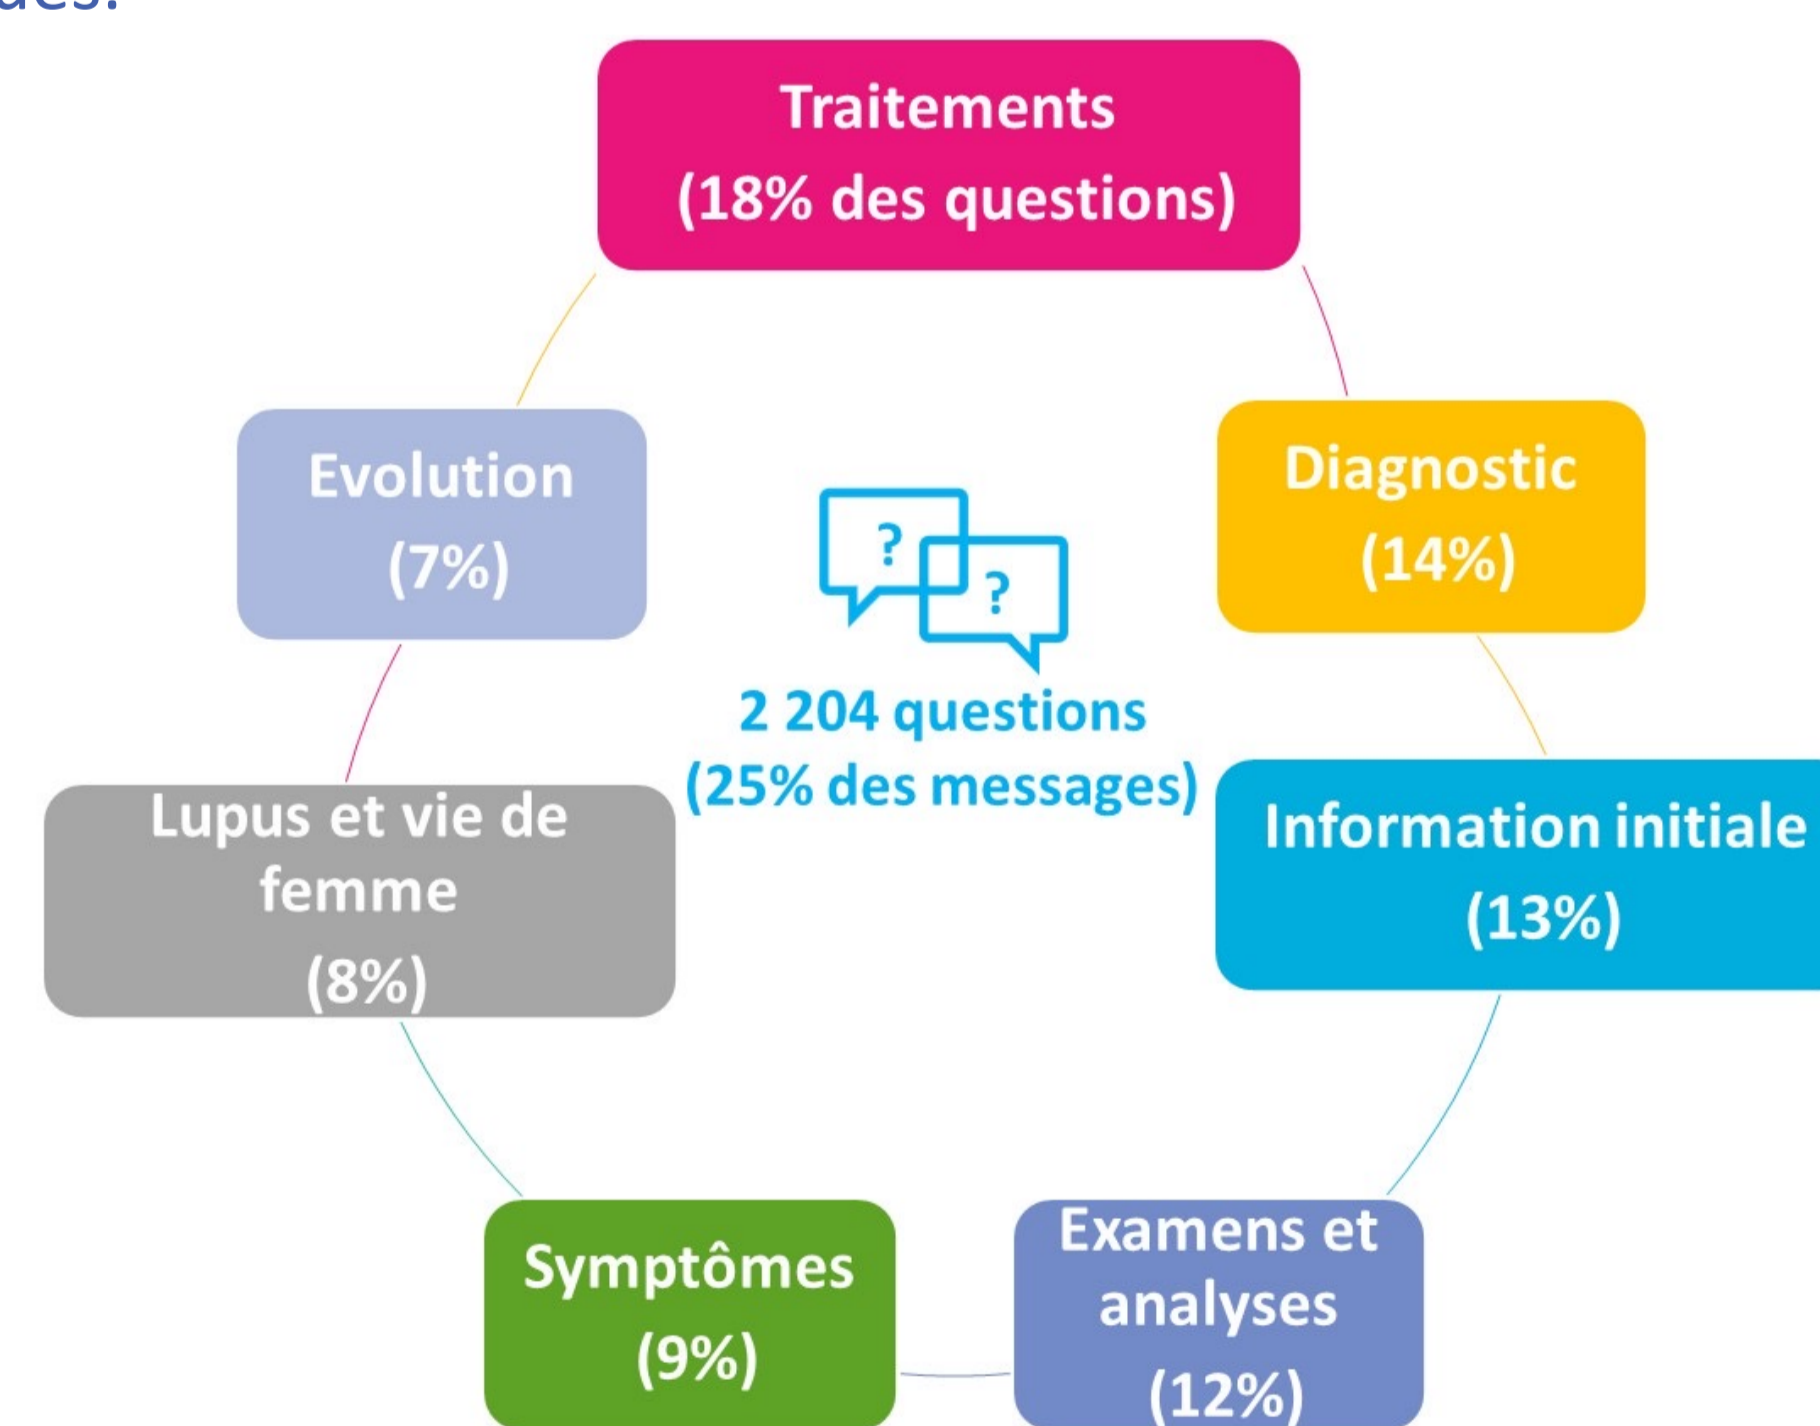 Traitements
(18% des questions)
Evolution
(7%)
Diagnostic
(14%)
?
?
2 204 questions
(25% des messages)
Lupus et vie de
femme
(8%)
Information initiale
(13%)
Symptômes
(9%)
Examens et
analyses
(12%)